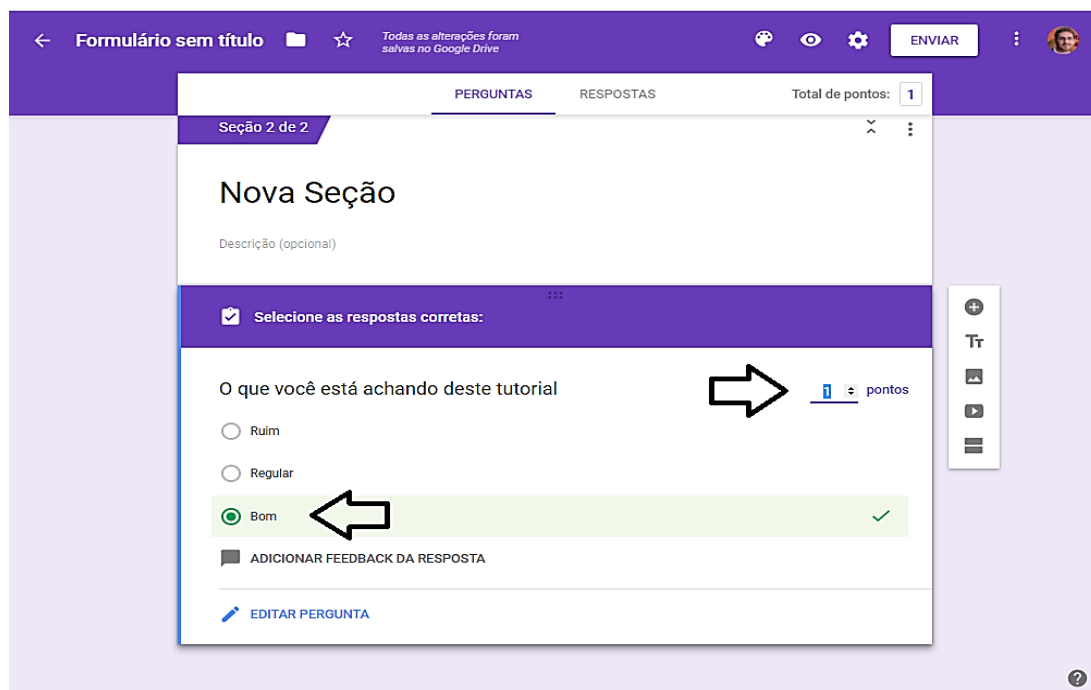 Formulário sem título
Todas as alterações foram
salvas no Google Drive
ENVIAR
PERGUNTAS
RESPOSTAS
Total de pontos: 1
Seção 2 de 2
Nova Seção
Descrição (opcional)
Selecione as respostas corretas:
O que você está achando deste tutorial
1 pontos
Ruim
Regular
Bom
ADICIONAR FEEDBACK DA RESPOSTA
EDITAR PERGUNTA